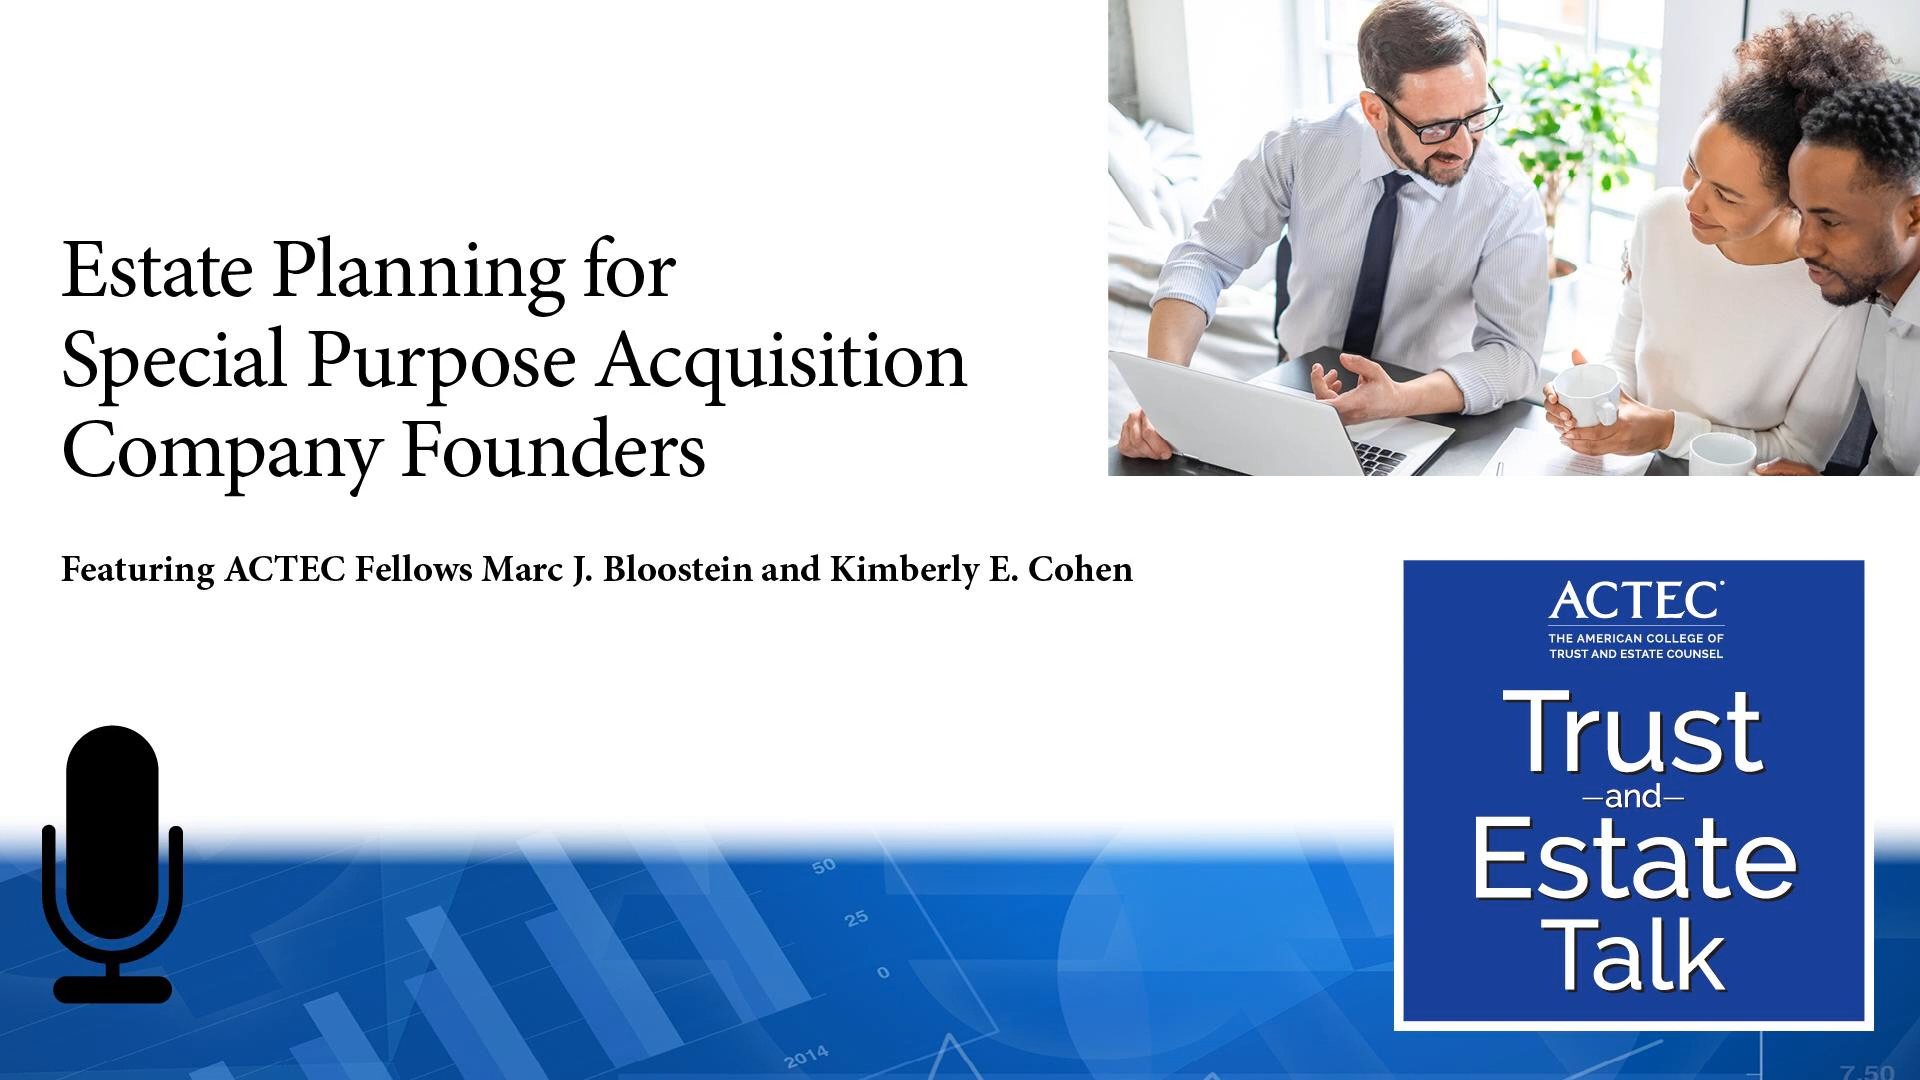 Estate Planning for
Special Purpose Acquisition
Company Founders
Featuring ACTEC Fellows Marc J. Bloostein and Kimberly E. Cohen
ACTEC
THE AMERICAN COLLEGE OF
TRUST AND ESTATE COUNSEL
Trust
—and—
Estate
Talk
50
25
0
2014
7.50